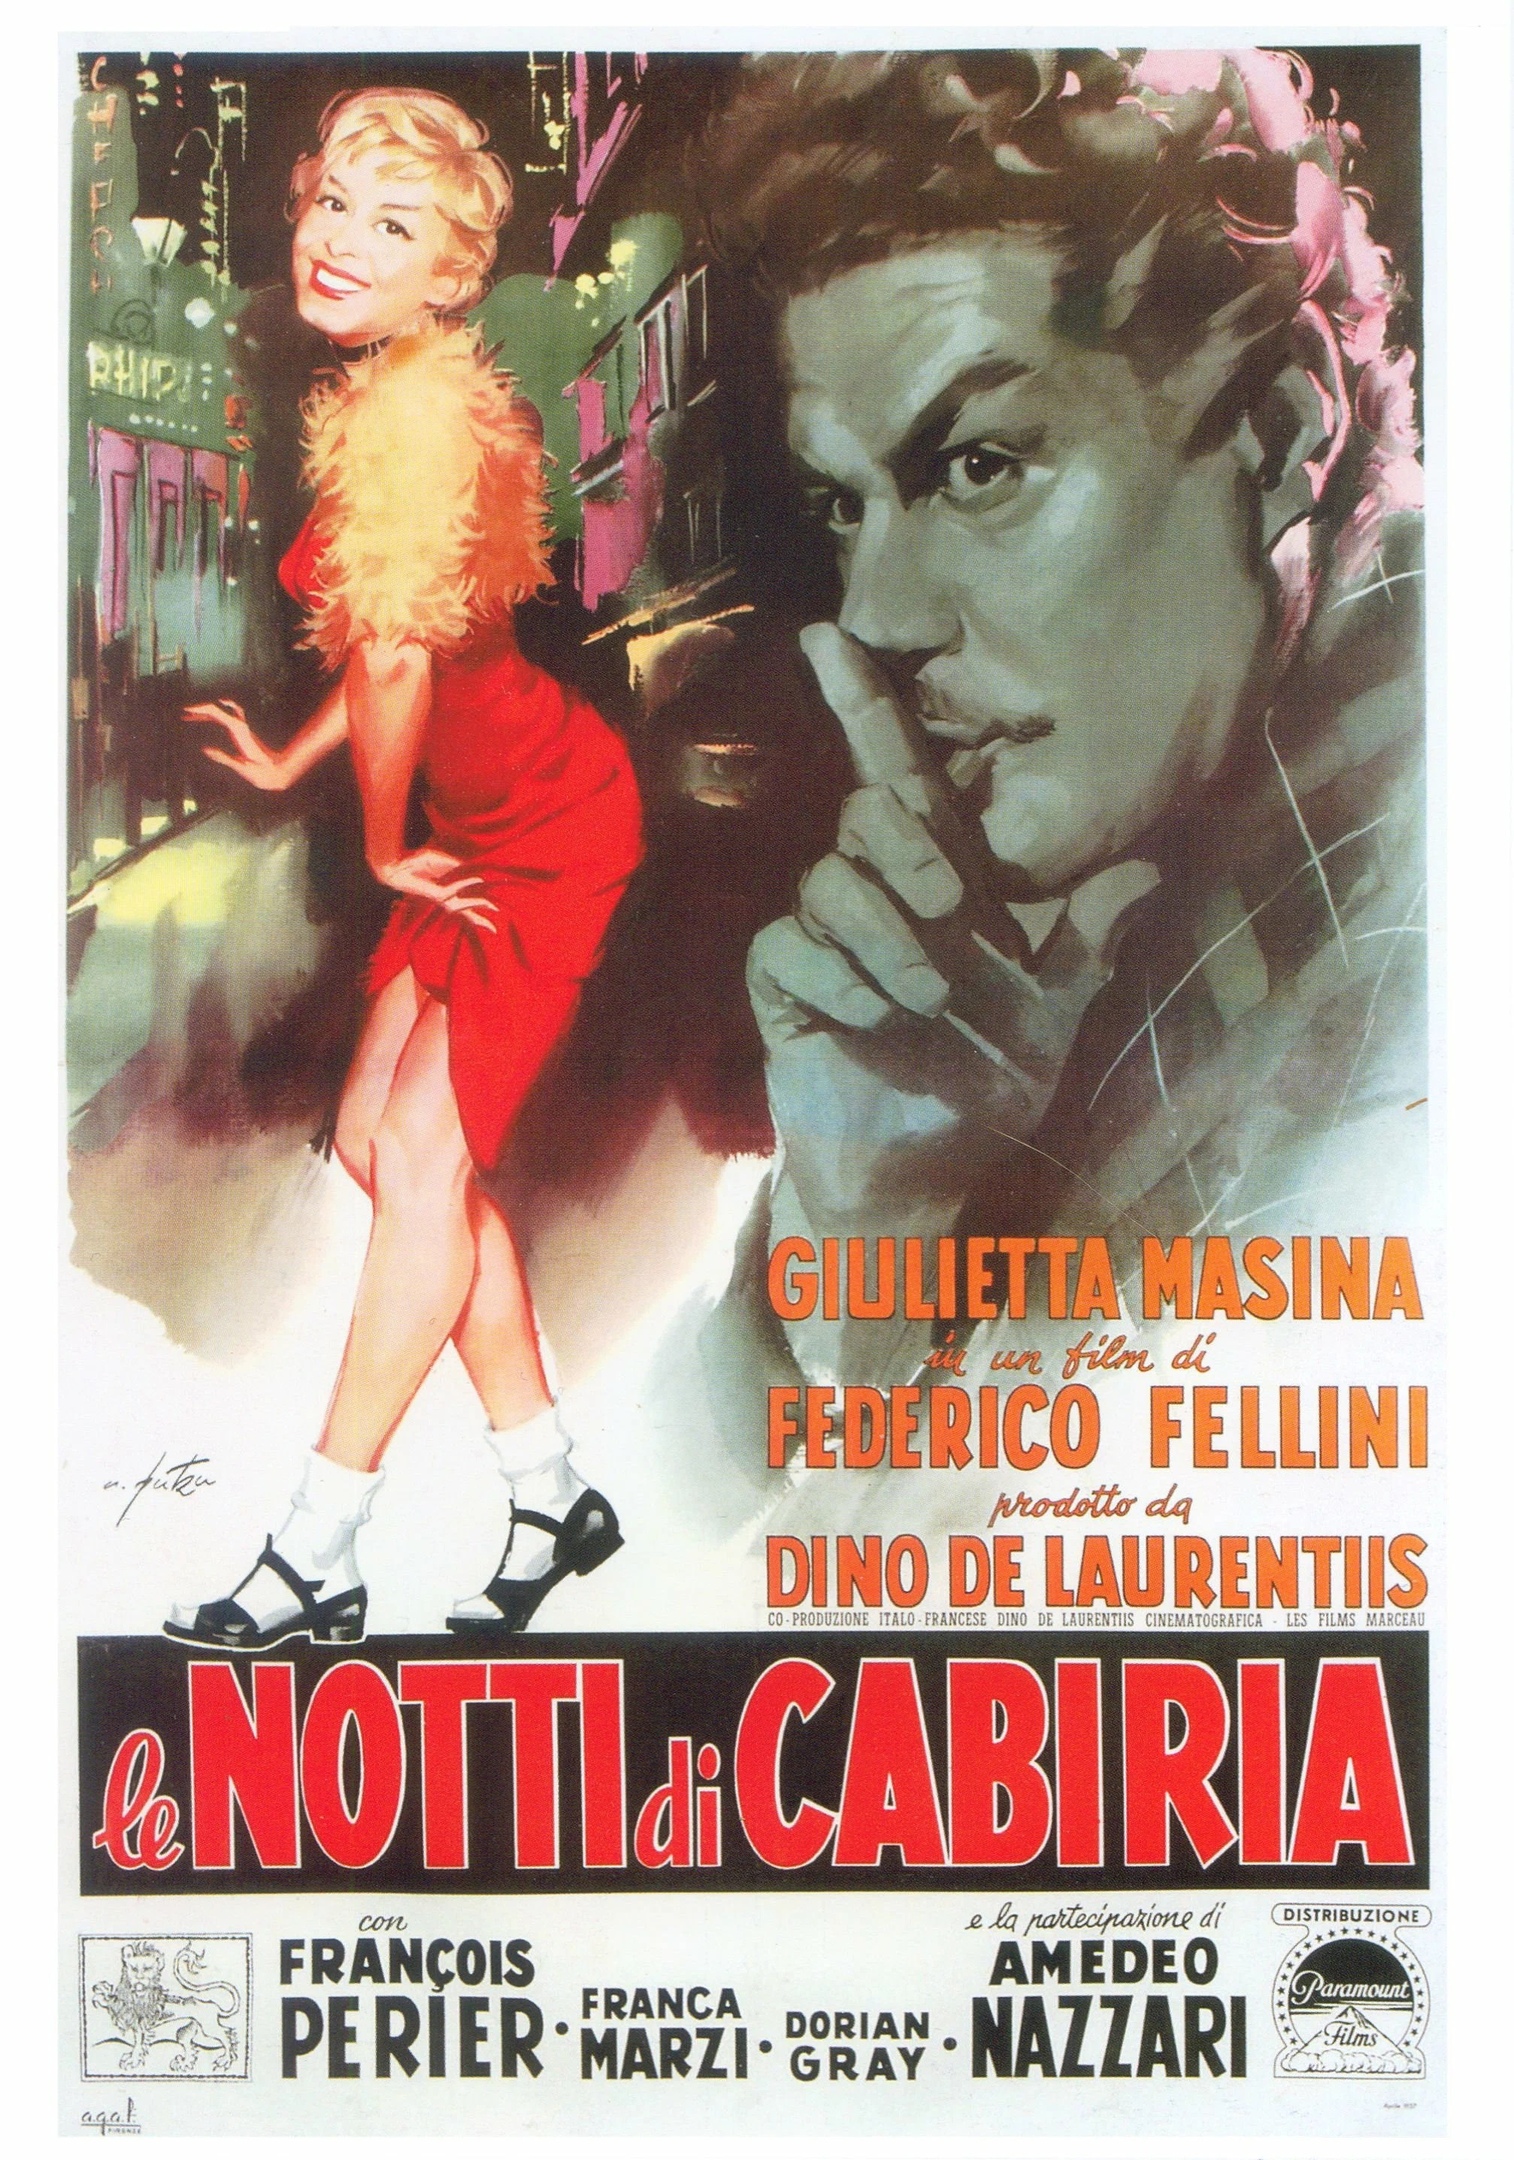 GIULIETTA MASINA
in un film di
FEDERICO FELLINI
prodotto da
DINO DE LAURENTIIS
CO-PRODUZIONE ITALO-FRANCESE DINO DE LAURENTIIS CINEMATOGRAFICA - LES FILMS MARCEAU
le NOTTI di CABIRIA
con
FRANÇOIS
PERIER · FRANCA
MARZI · DORIAN
GRAY ·
e la partecipazione di
AMEDEO
NAZZARI
DISTRIBUZIONE
Paramount
Films
a.g.a.f.
FIRENZE